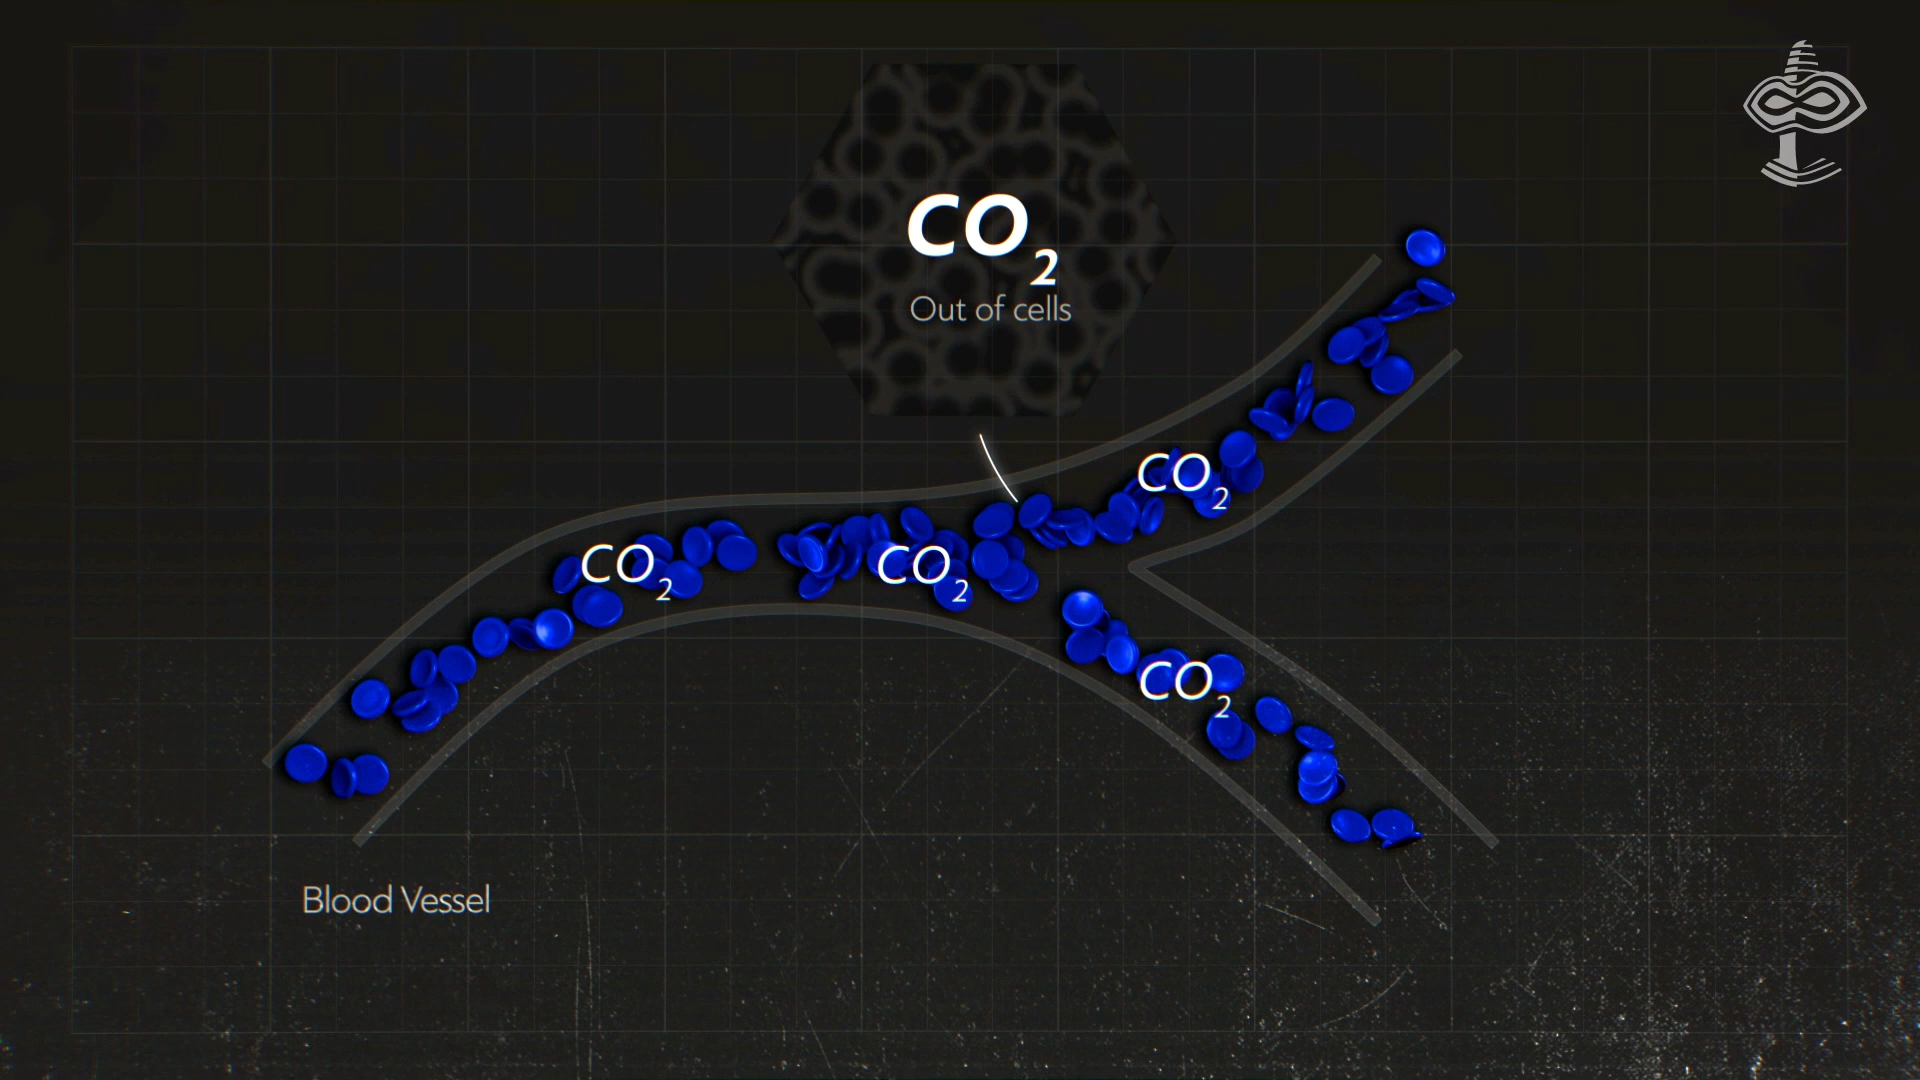 CO₂
Out of cells
CO₂
CO₂
CO₂
CO₂
Blood Vessel